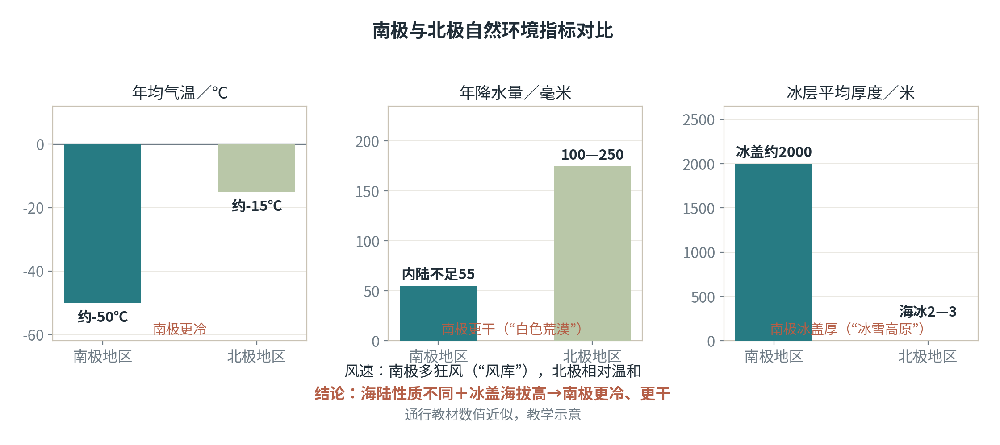 南极与北极自然环境指标对比
年均气温／℃
0
-20
-40
-60
约-50℃
约-15℃
南极更冷
南极地区
北极地区
年降水量／毫米
200
150
100
50
0
内陆不足55
100—250
南极更干（“白色荒漠”）
南极地区
北极地区
冰层平均厚度／米
2500
2000
1500
1000
500
0
冰盖约2000
海冰2—3
南极冰盖厚（“冰雪高原”）
南极地区
北极地区
风速：南极多狂风（“风库”），北极相对温和
结论：海陆性质不同＋冰盖海拔高→南极更冷、更干
通行教材数值近似，教学示意